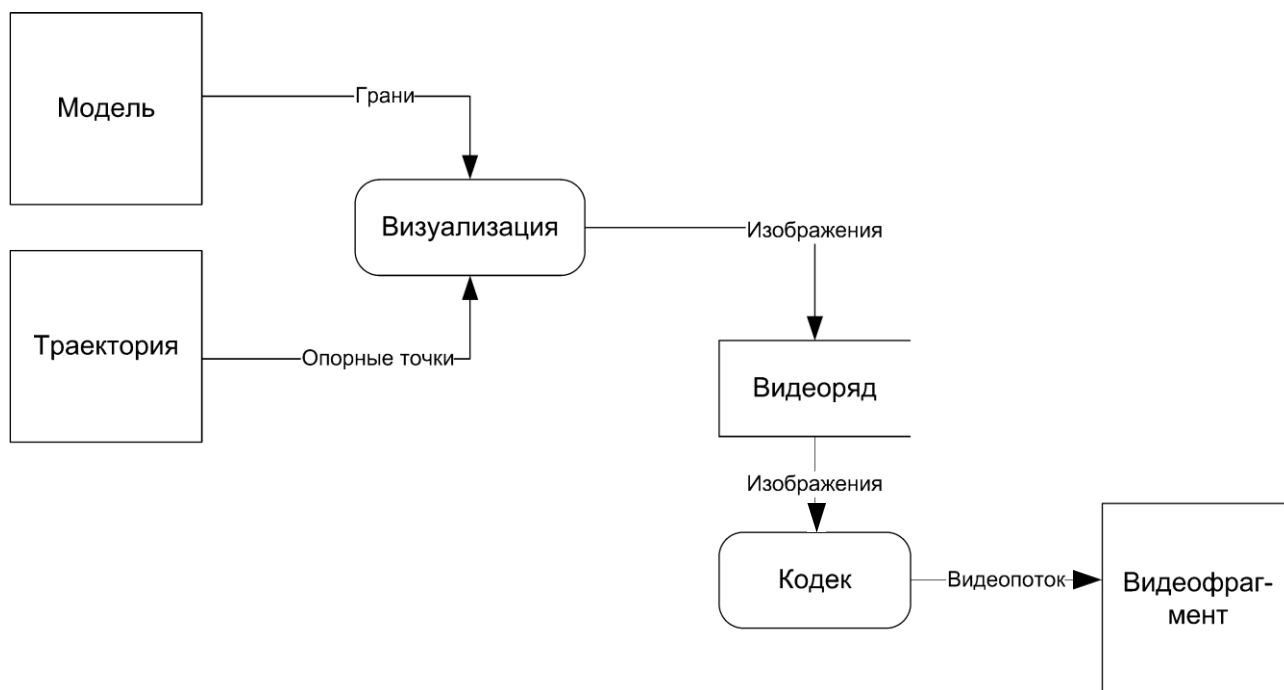 Модель
Грани
Визуализация
Изображения
Траектория
Опорные точки
Видеоряд
Изображения
Кодек
Видеопоток
Видеофраг-
мент